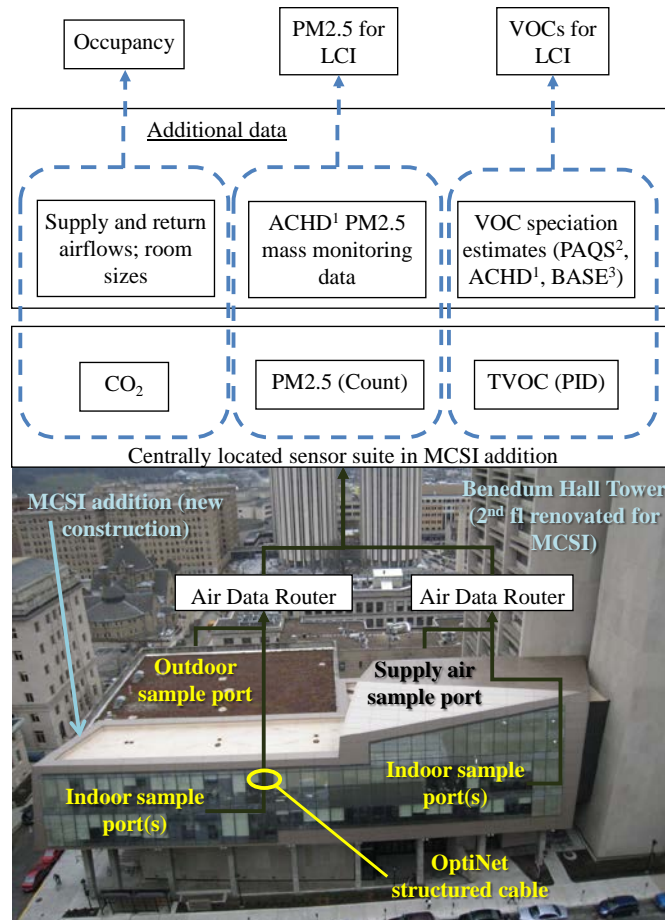 Occupancy
PM2.5 for
LCI
VOCs for
LCI
Additional data
Supply and return
airflows; room
sizes
ACHD¹ PM2.5
mass monitoring
data
VOC speciation
estimates (PAQS²,
ACHD¹, BASE³)
CO₂
PM2.5 (Count)
TVOC (PID)
Centrally located sensor suite in MCSI addition
MCSI addition (new
construction)
Benedum Hall Tower
(2ⁿᵈ fl renovated for
MCSI)
Air Data Router
Air Data Router
Outdoor
sample port
Supply air
sample port
Indoor sample
port(s)
Indoor sample
port(s)
OptiNet
structured cable